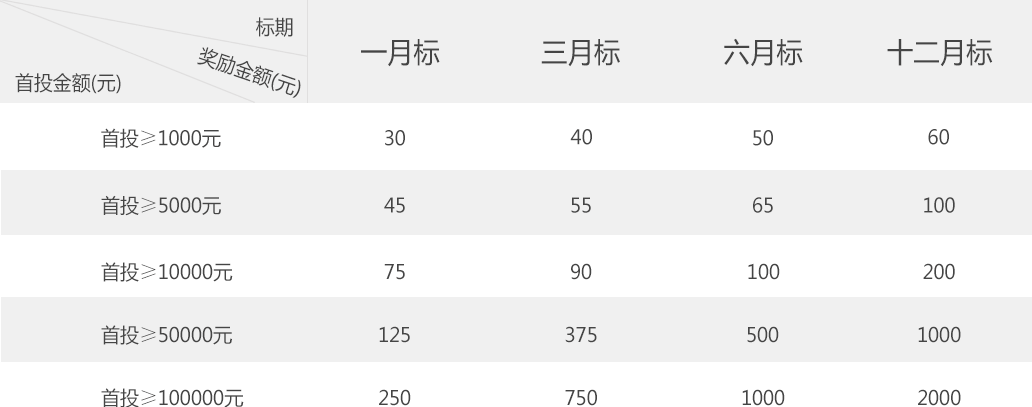 标期
奖励金额(元)
首投金额(元)
一月标 三月标 六月标 十二月标
首投≥1000元 30 40 50 60
首投≥5000元 45 55 65 100
首投≥10000元 75 90 100 200
首投≥50000元 125 375 500 1000
首投≥100000元 250 750 1000 2000